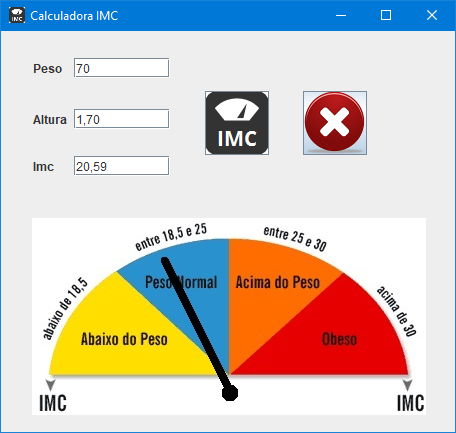 Calculadora IMC
Peso 70
Altura 1,70
IMC
Imc 20,59
entre 18,5 e 25
entre 25 e 30
abaixo de 18,5
acima de 30
Peso Normal
Acima do Peso
Abaixo do Peso
Obeso
IMC
IMC